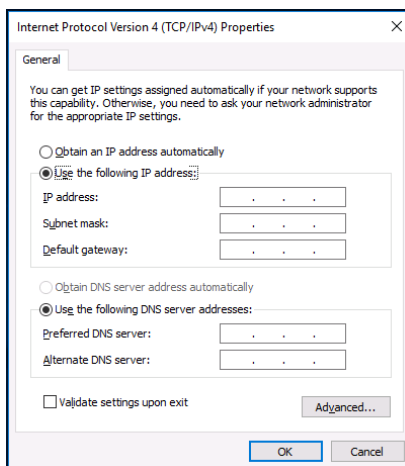 Internet Protocol Version 4 (TCP/IPv4) Properties
General
You can get IP settings assigned automatically if your network supports
this capability. Otherwise, you need to ask your network administrator
for the appropriate IP settings.
Obtain an IP address automatically
Use the following IP address:
IP address:
Subnet mask:
Default gateway:
Obtain DNS server address automatically
Use the following DNS server addresses:
Preferred DNS server:
Alternate DNS server:
Validate settings upon exit
Advanced...
OK Cancel